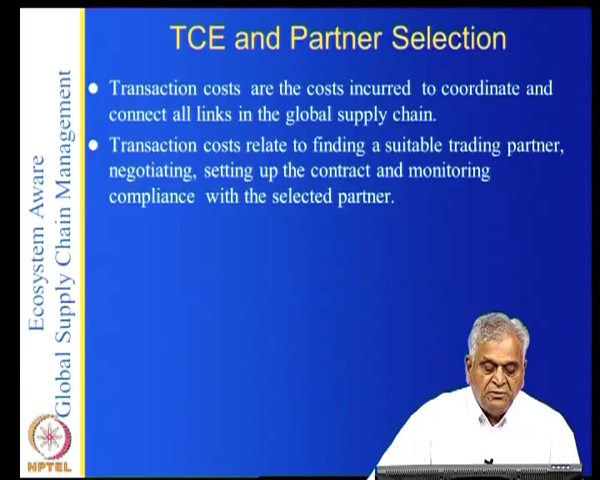 TCE and Partner Selection
Transaction costs are the costs incurred to coordinate and
connect all links in the global supply chain.
Transaction costs relate to finding a suitable trading partner,
negotiating, setting up the contract and monitoring
compliance with the selected partner.
Ecosystem Aware
Global Supply Chain Management
NPTEL